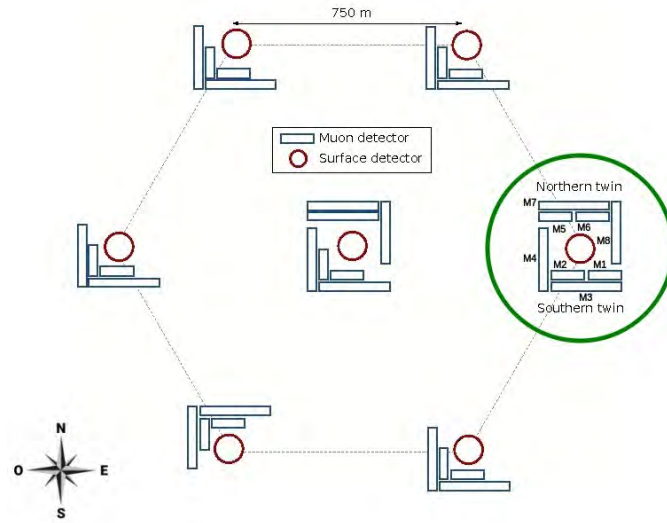 750 m
Muon detector
Surface detector
Northern twin
M7
M5 M6
M8
M4
M2 M1
M3
Southern twin
N
O E
S